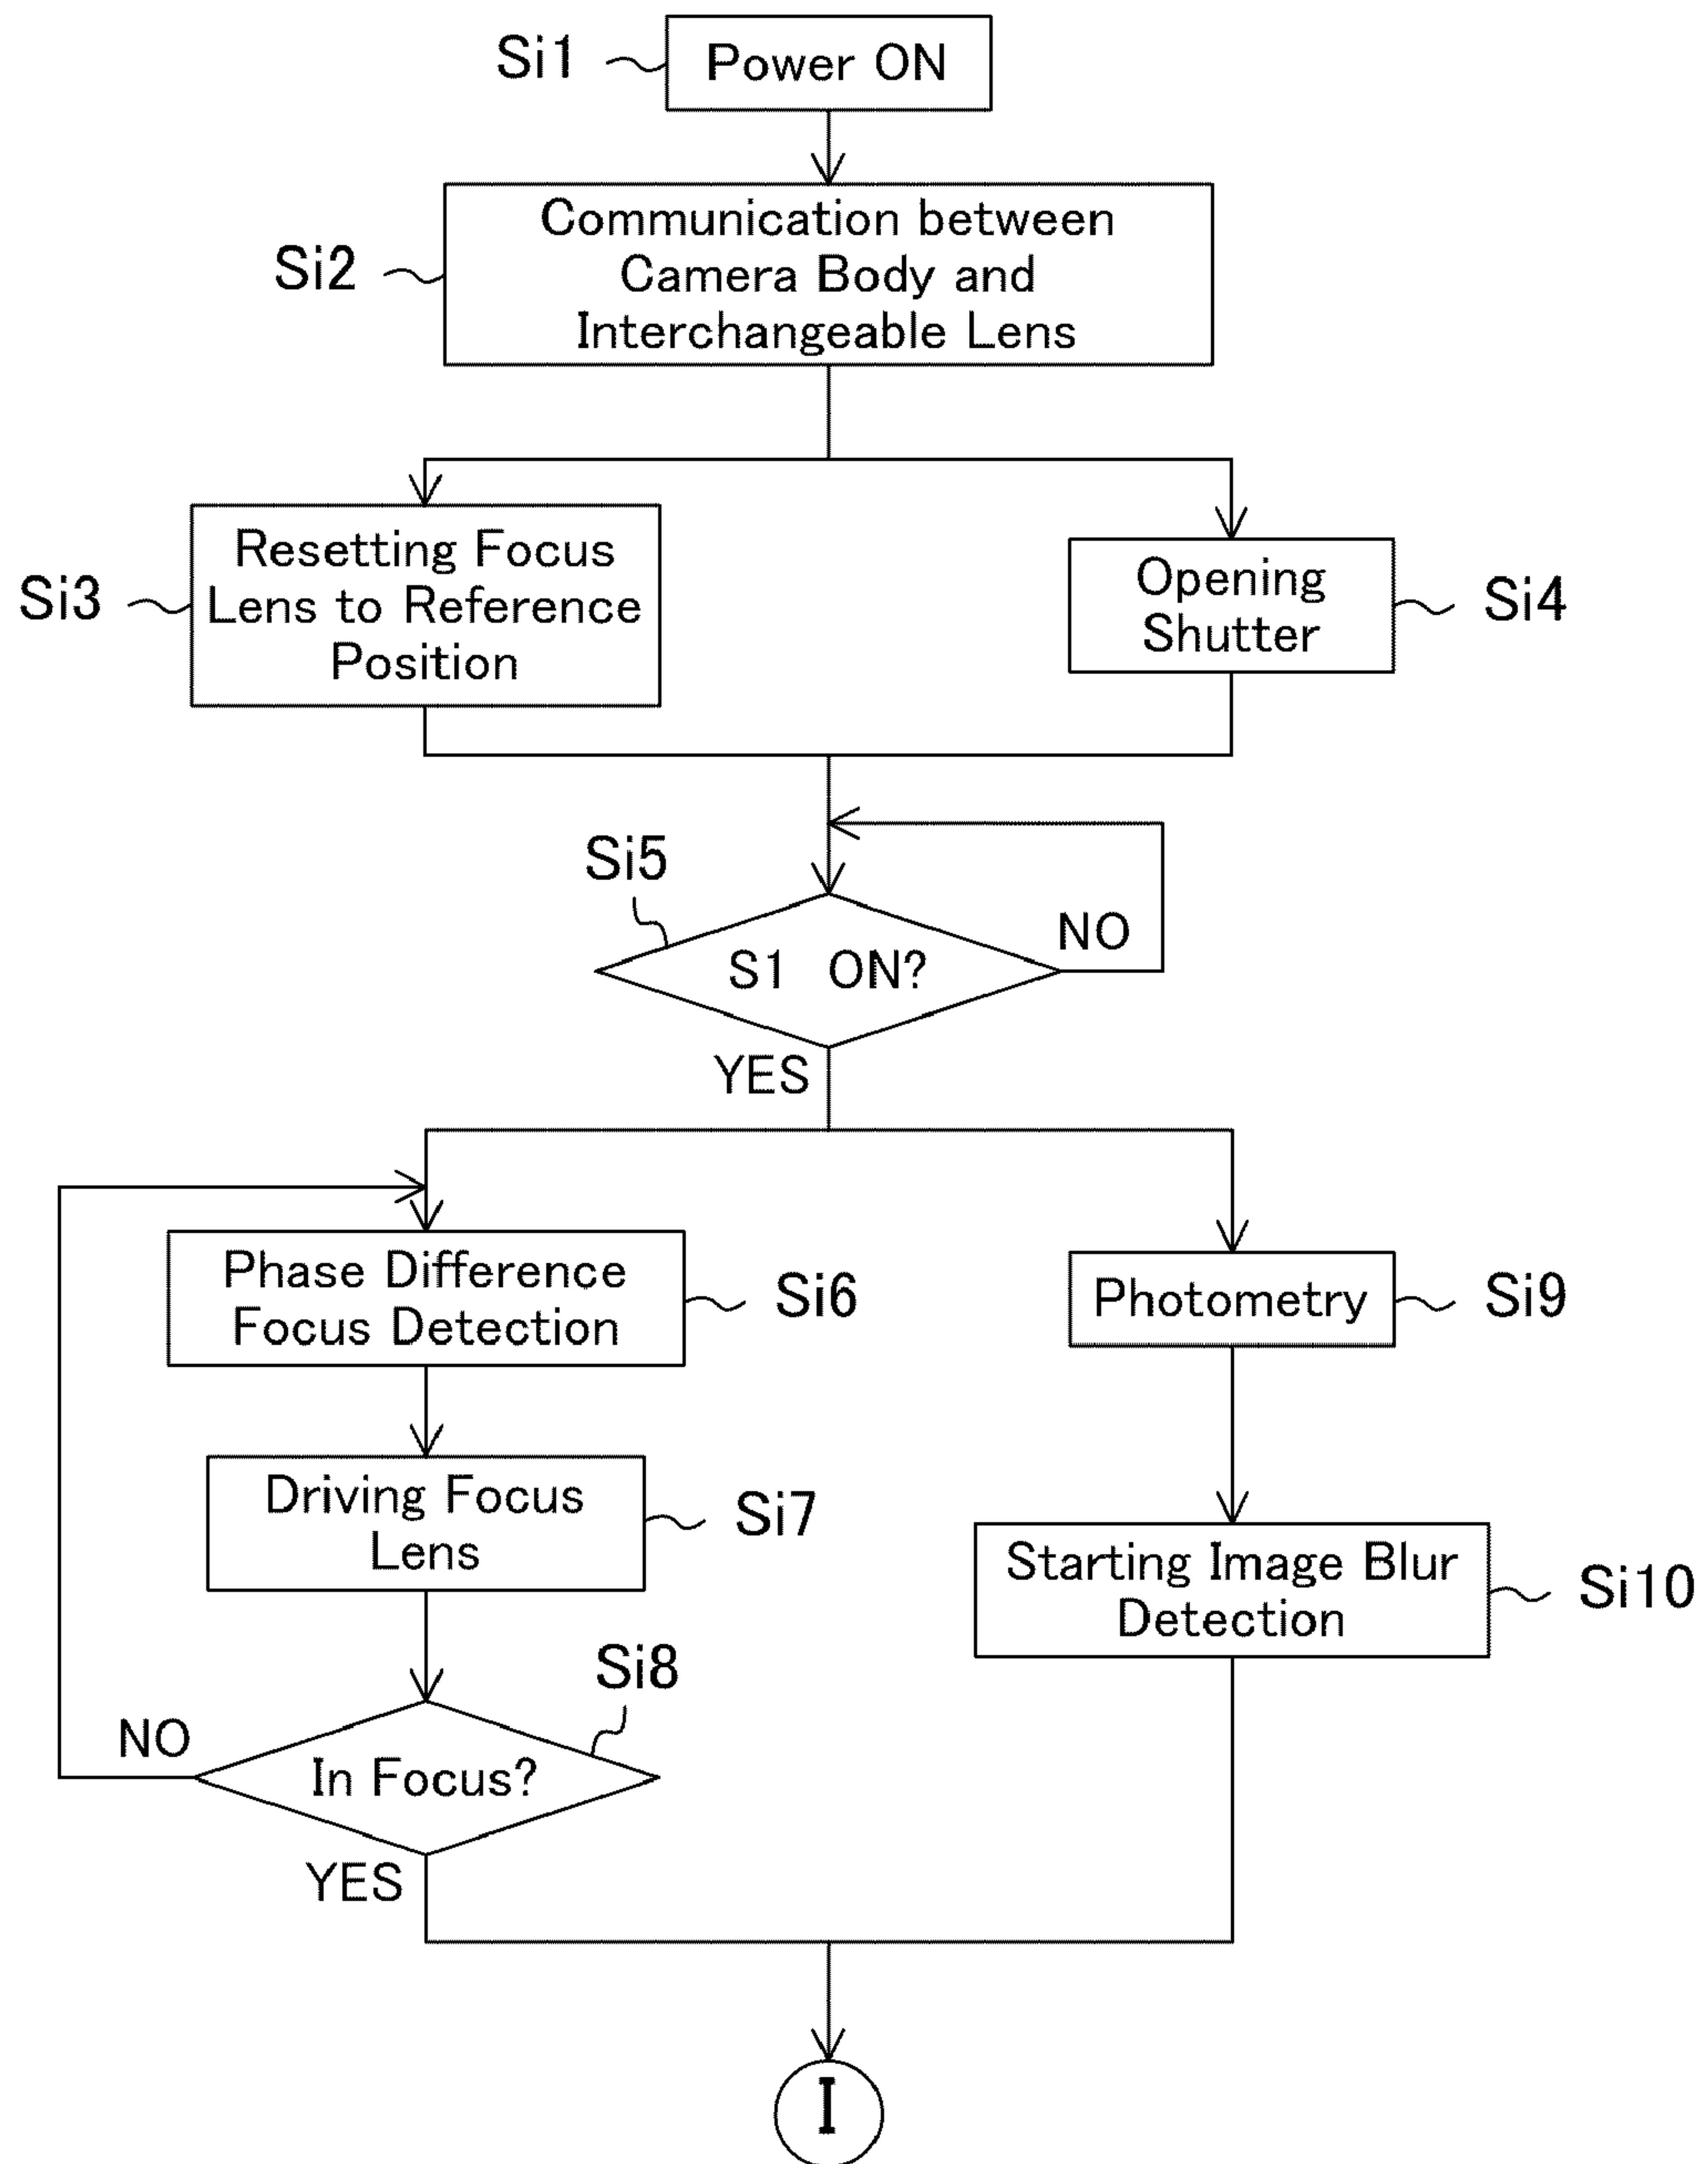 Si1
Power ON
Si2
Communication between
Camera Body and
Interchangeable Lens
Si3
Resetting Focus
Lens to Reference
Position
Opening
Shutter
Si4
Si5
S1 ON?
NO
YES
Phase Difference
Focus Detection
Si6
Photometry
Si9
Driving Focus
Lens
Si7
Starting Image Blur
Detection
Si10
Si8
In Focus?
NO
YES
I